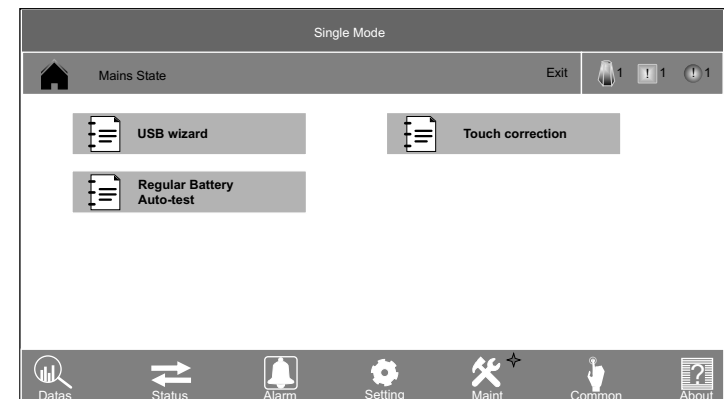 Single Mode
Mains State Exit 1 ! 1 ! 1
USB wizard Touch correction
Regular Battery
Auto-test
Datas Status Alarm Setting Maint Common ? About